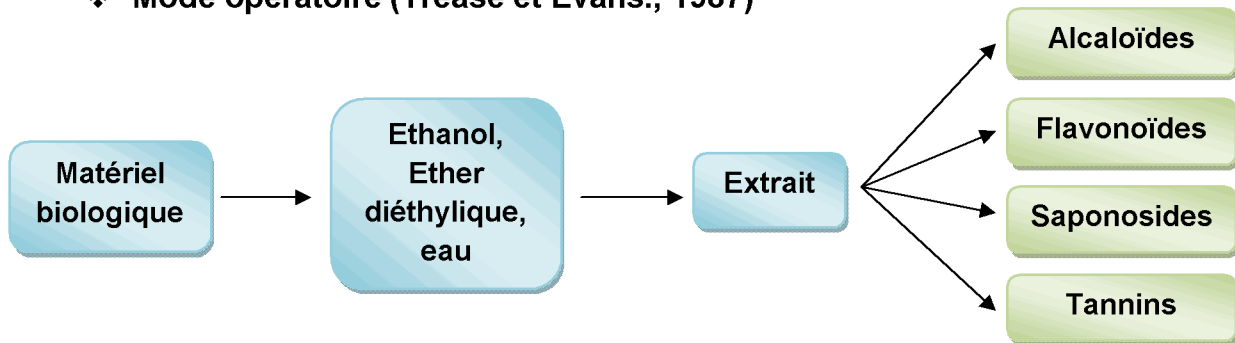 ❖ Mode opératoire (Trease et Evans., 1987)
Matériel
biologique
Ethanol,
Ether
diéthylique,
eau
Extrait
Alcaloïdes
Flavonoïdes
Saponosides
Tannins